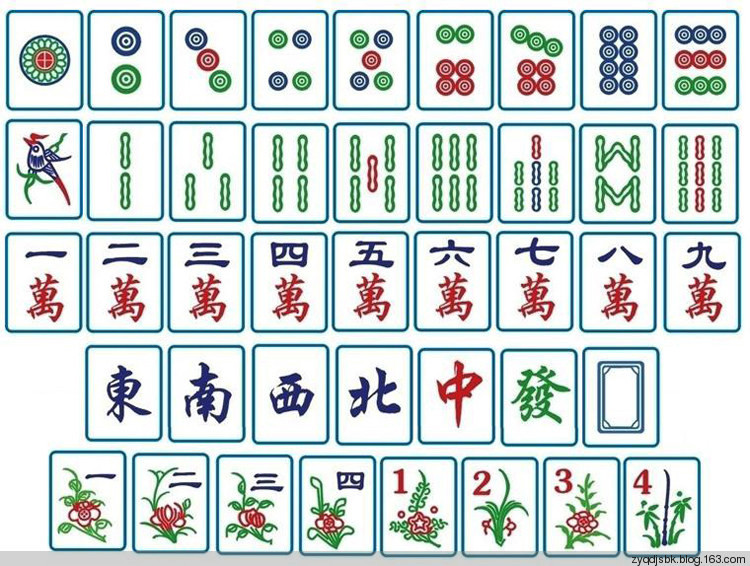 一 二 三 四 五 六 七 八 九
萬 萬 萬 萬 萬 萬 萬 萬 萬
東 南 西 北 中 發
一 二 三 四 1 2 3 4
zyqdjsbk.blog.163.com